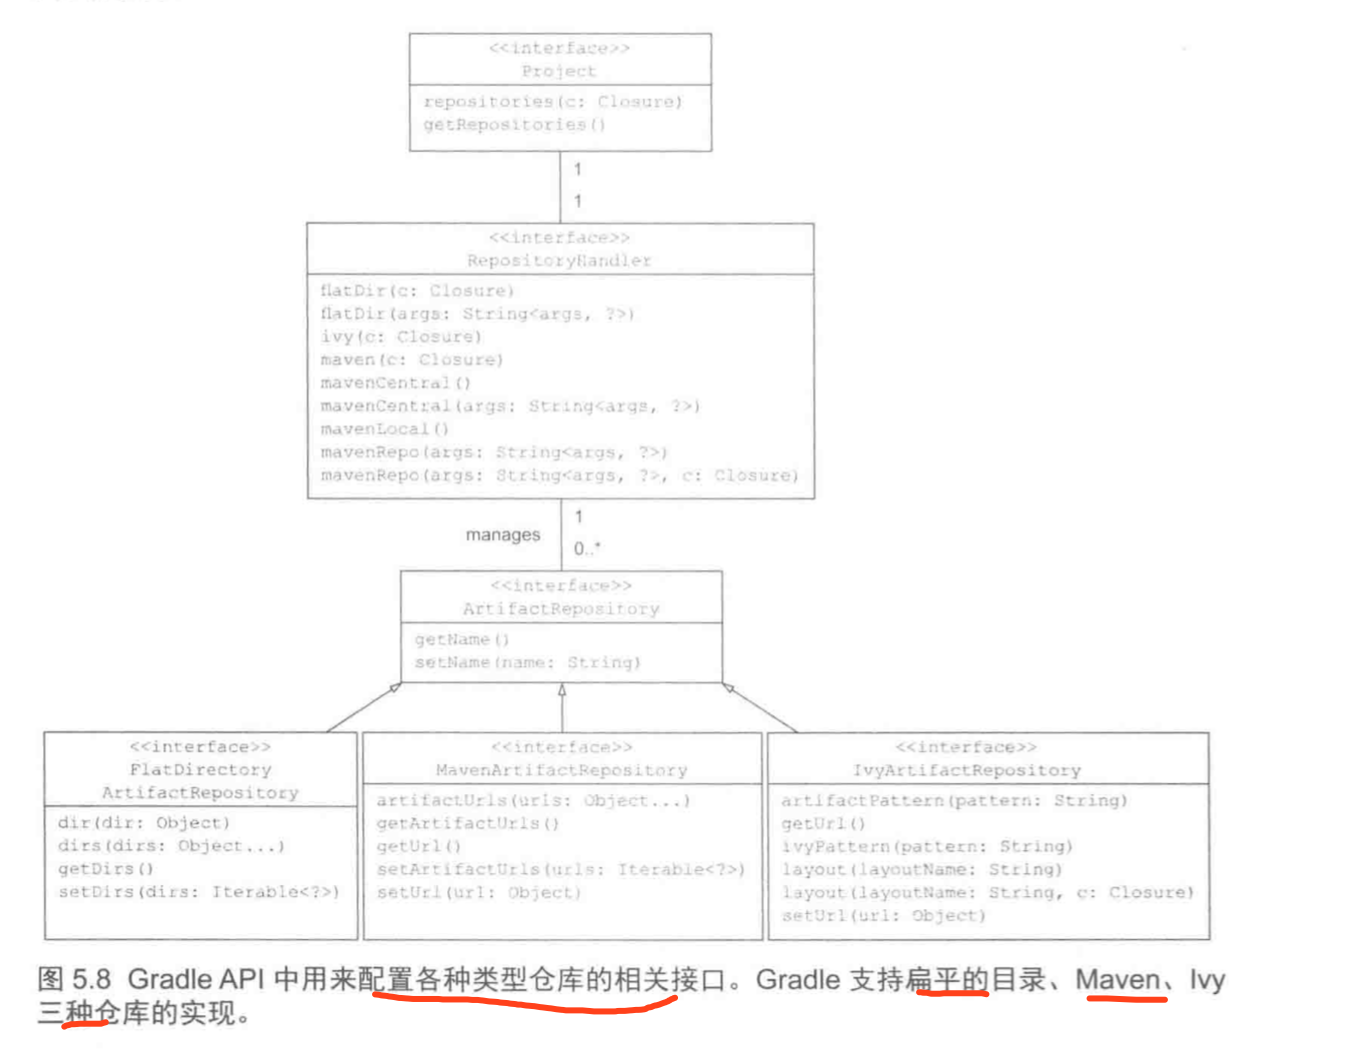 <<interface>>
Project
repositories(c: Closure)
getRepositories()
1
1
<<interface>>
RepositoryHandler
flatDir(c: Closure)
flatDir(args: String<args, ?>)
ivy(c: Closure)
maven(c: Closure)
mavenCentral()
mavenCentral(args: String<args, ?>)
mavenLocal()
mavenRepo(args: String<args, ?>)
mavenRepo(args: String<args, ?>, c: Closure)
manages
1
0..*
<<interface>>
ArtifactRepository
getName()
setName(name: String)
<<interface>>
FlatDirectory
ArtifactRepository
dir(dir: Object)
dirs(dirs: Object...)
getDirs()
setDirs(dirs: Iterable<?>)
<<interface>>
MavenArtifactRepository
artifactUrls(urls: Object...)
getArtifactUrls()
getUrl()
setArtifactUrls(urls: Iterable<?>)
setUrl(url: Object)
<<interface>>
IvyArtifactRepository
artifactPattern(pattern: String)
getUrl()
ivyPattern(pattern: String)
layout(layoutName: String)
layout(layoutName: String, c: Closure)
setUrl(url: Object)
图 5.8 Gradle API 中用来配置各种类型仓库的相关接口。Gradle 支持扁平的目录、Maven、Ivy
三种仓库的实现。